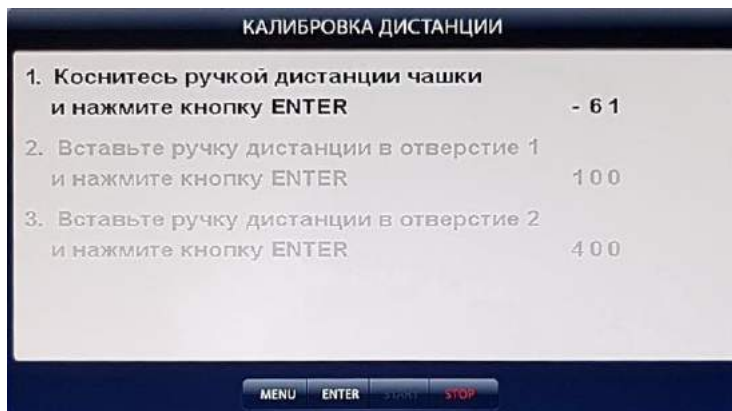 КАЛИБРОВКА ДИСТАНЦИИ
1. Коснитесь ручкой дистанции чашки
и нажмите кнопку ENTER - 61
2. Вставьте ручку дистанции в отверстие 1
и нажмите кнопку ENTER 100
3. Вставьте ручку дистанции в отверстие 2
и нажмите кнопку ENTER 400
MENU ENTER START STOP